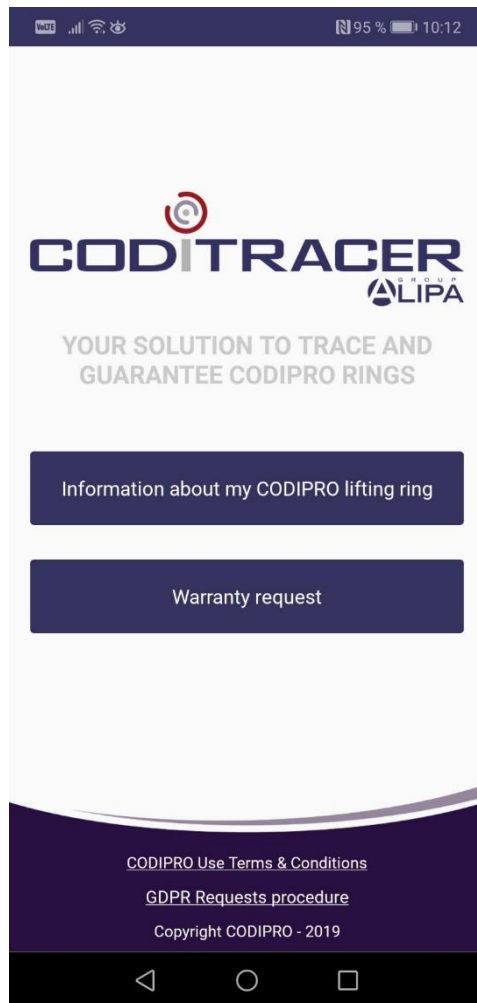 VoLTE 95 % 10:12
CODITRACER
GROUP
ALIPA
YOUR SOLUTION TO TRACE AND
GUARANTEE CODIPRO RINGS
Information about my CODIPRO lifting ring
Warranty request
CODIPRO Use Terms & Conditions
GDPR Requests procedure
Copyright CODIPRO - 2019